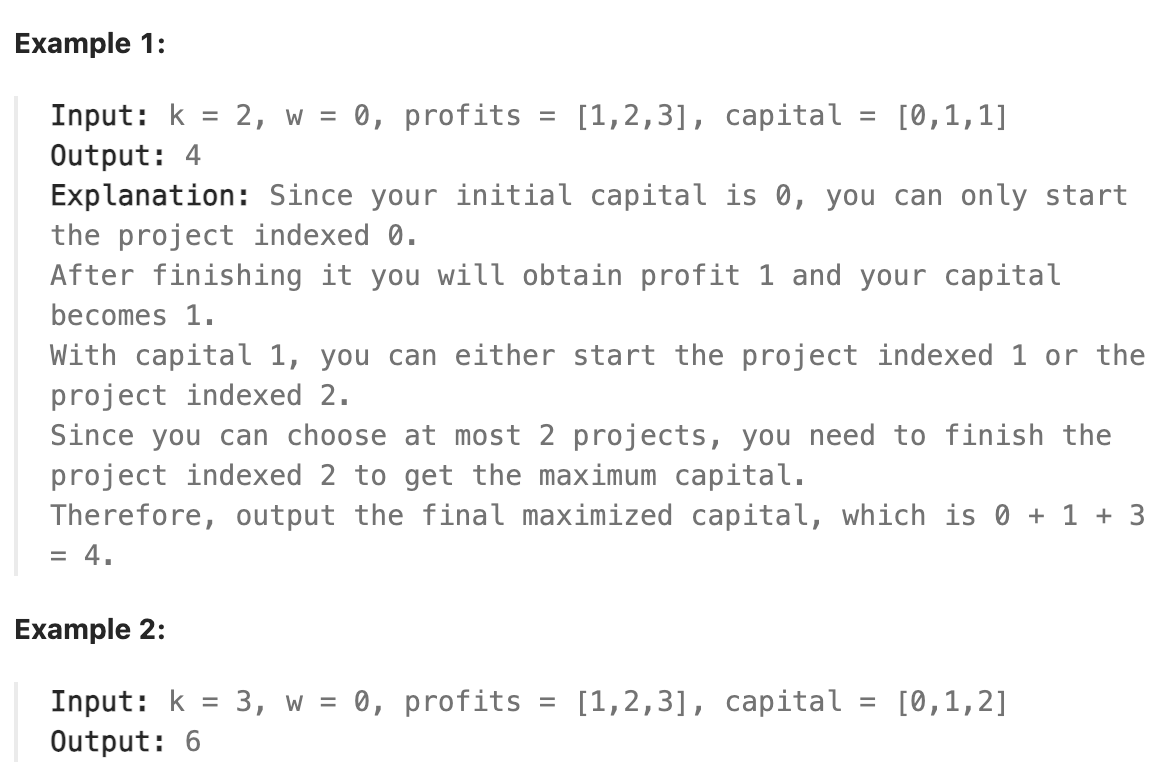 Example 1:
Input: k = 2, w = 0, profits = [1,2,3], capital = [0,1,1]
Output: 4
Explanation: Since your initial capital is 0, you can only start
the project indexed 0.
After finishing it you will obtain profit 1 and your capital
becomes 1.
With capital 1, you can either start the project indexed 1 or the
project indexed 2.
Since you can choose at most 2 projects, you need to finish the
project indexed 2 to get the maximum capital.
Therefore, output the final maximized capital, which is 0 + 1 + 3
= 4.
Example 2:
Input: k = 3, w = 0, profits = [1,2,3], capital = [0,1,2]
Output: 6